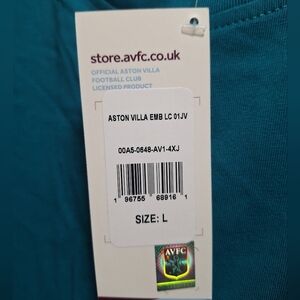 store.avfc.co.uk
OFFICIAL ASTON VILLA
FOOTBALL CLUB
LICENSED PRODUCT
ASTON VILLA EMB LC 01JV
00A5-0648-AV1-4XJ
1 96755 68916 1
SIZE: L
AVFC